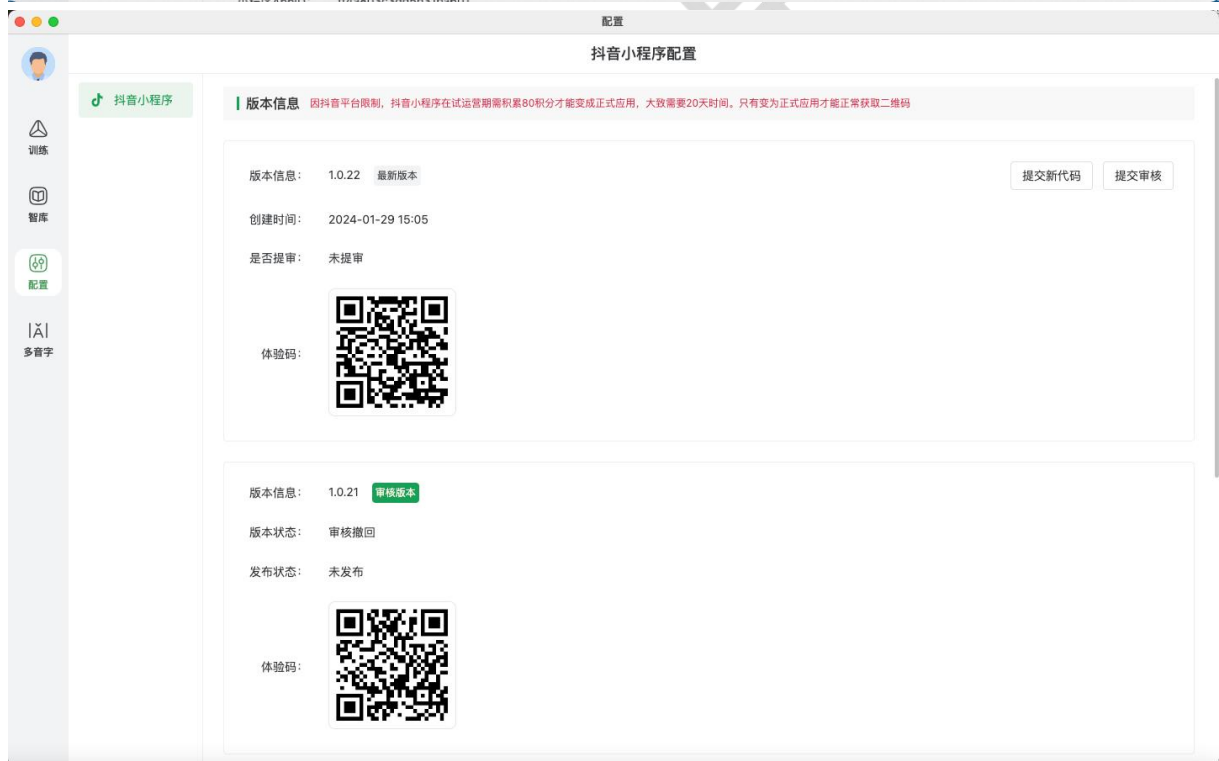 配置
抖音小程序配置
抖音小程序
训练
智库
配置
多音字
版本信息 因抖音平台限制，抖音小程序在试运营期需积累80积分才能变成正式应用，大致需要20天时间。只有变为正式应用才能正常获取二维码
版本信息： 1.0.22 最新版本 提交新代码 提交审核
创建时间： 2024-01-29 15:05
是否提审： 未提审
体验码：
版本信息： 1.0.21 审核版本
版本状态： 审核撤回
发布状态： 未发布
体验码：